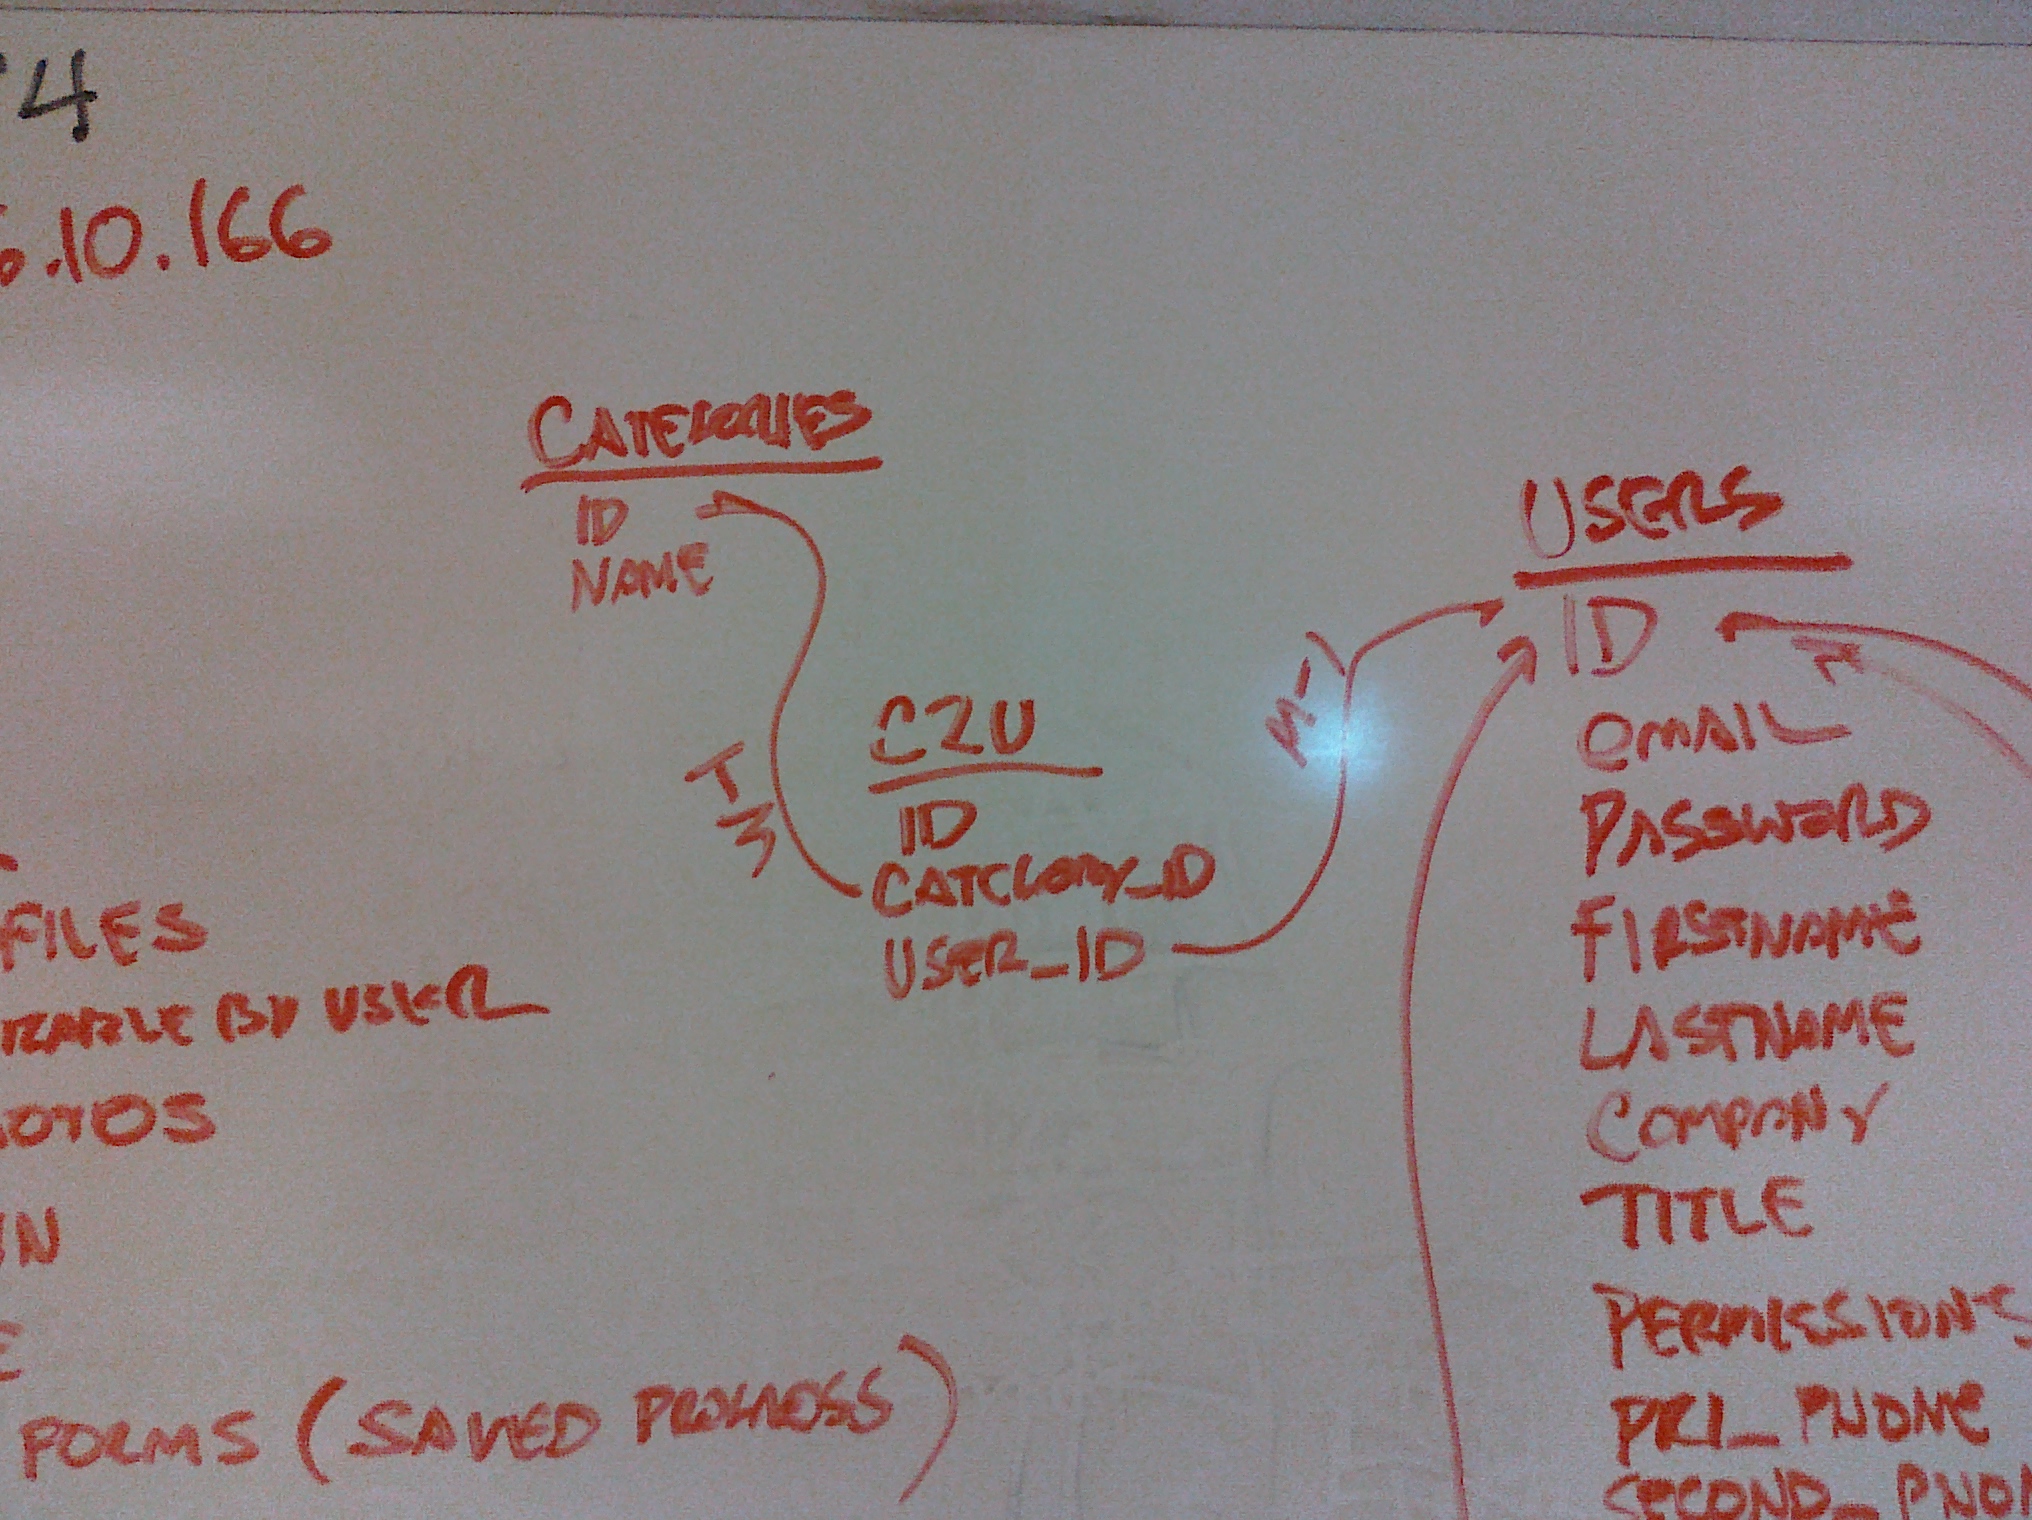 4
.10.166
CATEGORIES
ID
NAME
C2U
ID
CATEGORY_ID
USER_ID
1
M
M-1
USERS
ID
EMAIL
PASSWORD
FIRSTNAME
LASTNAME
COMPANY
TITLE
PERMISSIONS
PRI_PHONE
SECOND_PHON
FILES
BY USER
OTOS
IN
E
FORMS (SAVED PROGRESS)